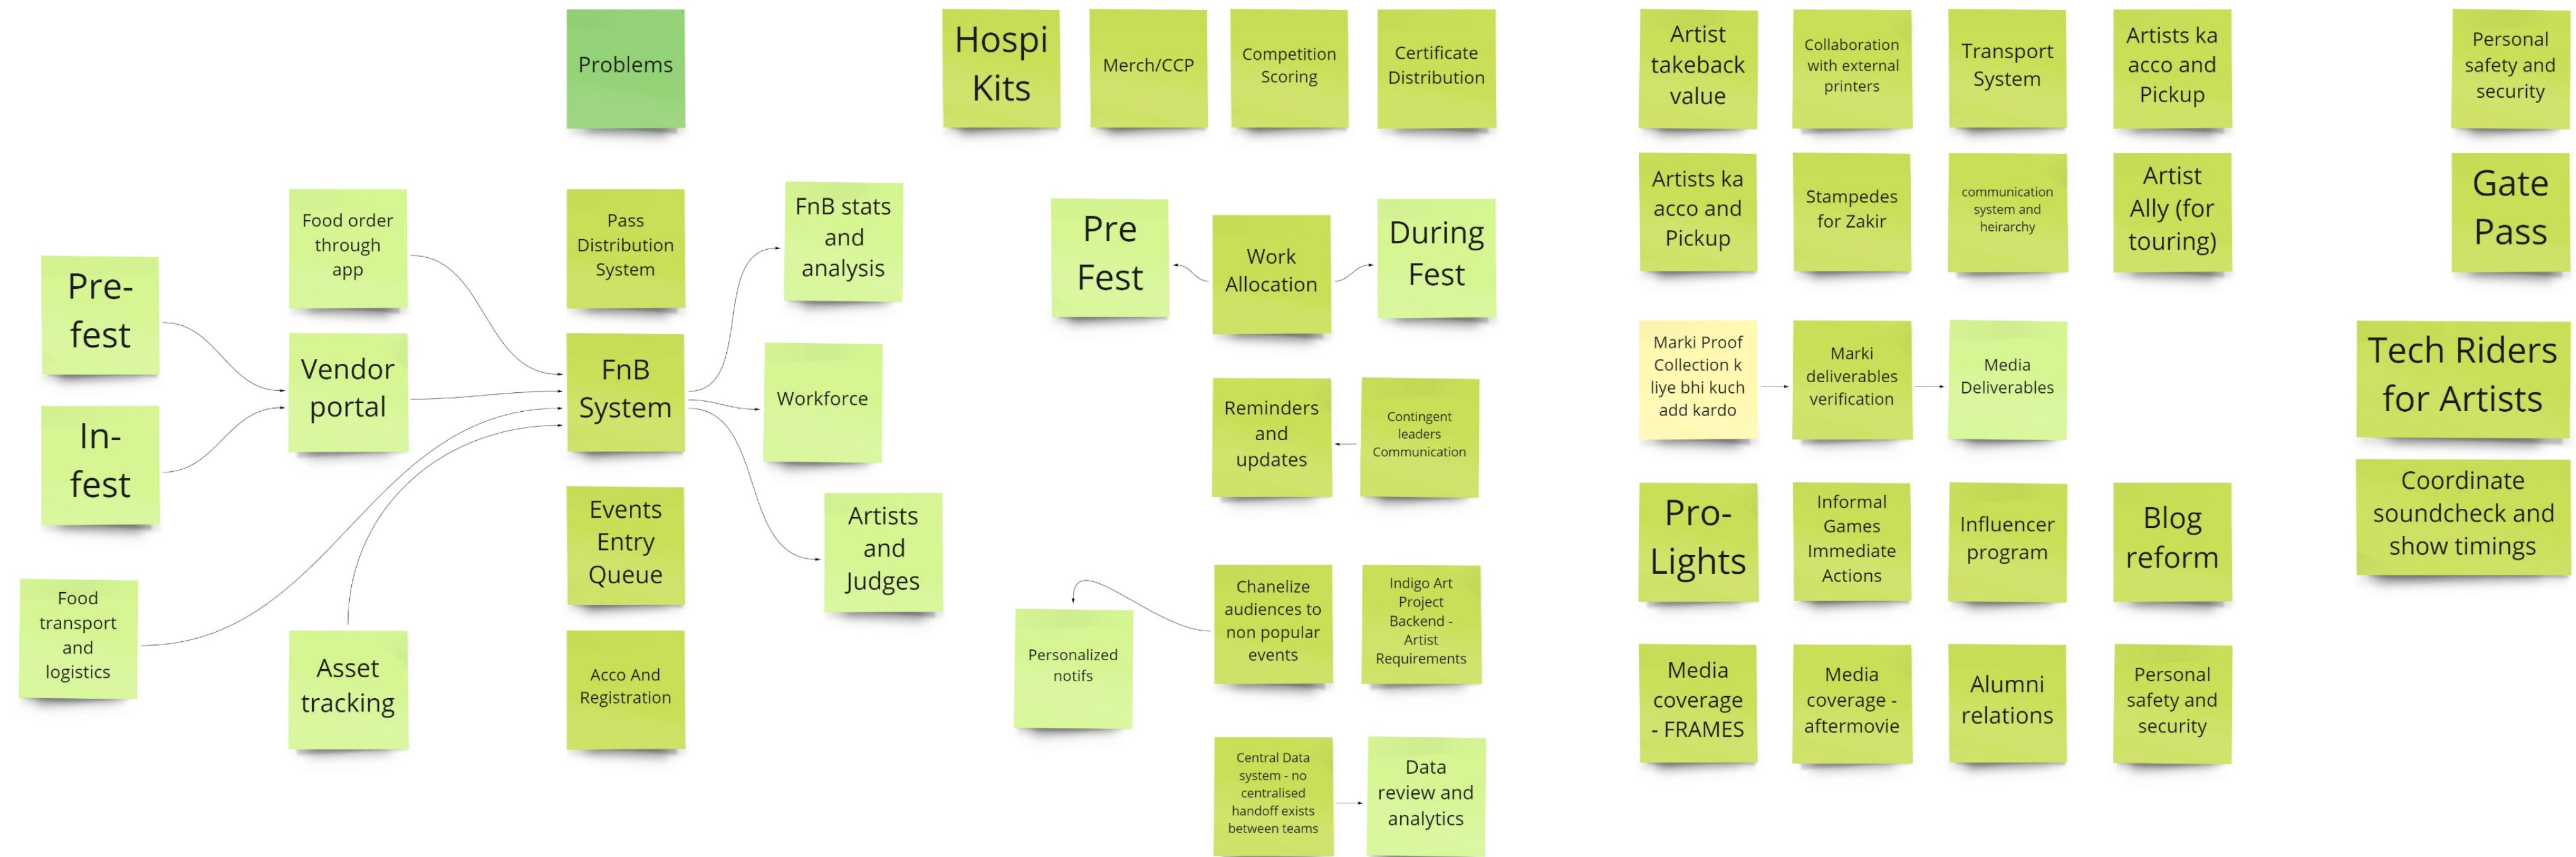 Problems
Hospi
Kits
Merch/CCP
Competition
Scoring
Certificate
Distribution
Artist
takeback
value
Collaboration
with external
printers
Transport
System
Artists ka
acco and
Pickup
Personal
safety and
security
Food order
through
app
Pass
Distribution
System
FnB stats
and
analysis
Pre
Fest
Work
Allocation
During
Fest
Artists ka
acco and
Pickup
Stampedes
for Zakir
communication
system and
heirarchy
Artist
Ally (for
touring)
Gate
Pass
Pre-
fest
Vendor
portal
FnB
System
Workforce
Marki Proof
Collection k
liye bhi kuch
add kardo
Marki
deliverables
verification
Media
Deliverables
Tech Riders
for Artists
In-
fest
Reminders
and
updates
Contingent
leaders
Communication
Events
Entry
Queue
Artists
and
Judges
Pro-
Lights
Informal
Games
Immediate
Actions
Influencer
program
Blog
reform
Coordinate
soundcheck and
show timings
Food
transport
and
logistics
Asset
tracking
Acco And
Registration
Personalized
notifs
Chanelize
audiences to
non popular
events
Indigo Art
Project
Backend -
Artist
Requirements
Media
coverage
- FRAMES
Media
coverage -
aftermovie
Alumni
relations
Personal
safety and
security
Central Data
system - no
centralised
handoff exists
between teams
Data
review and
analytics